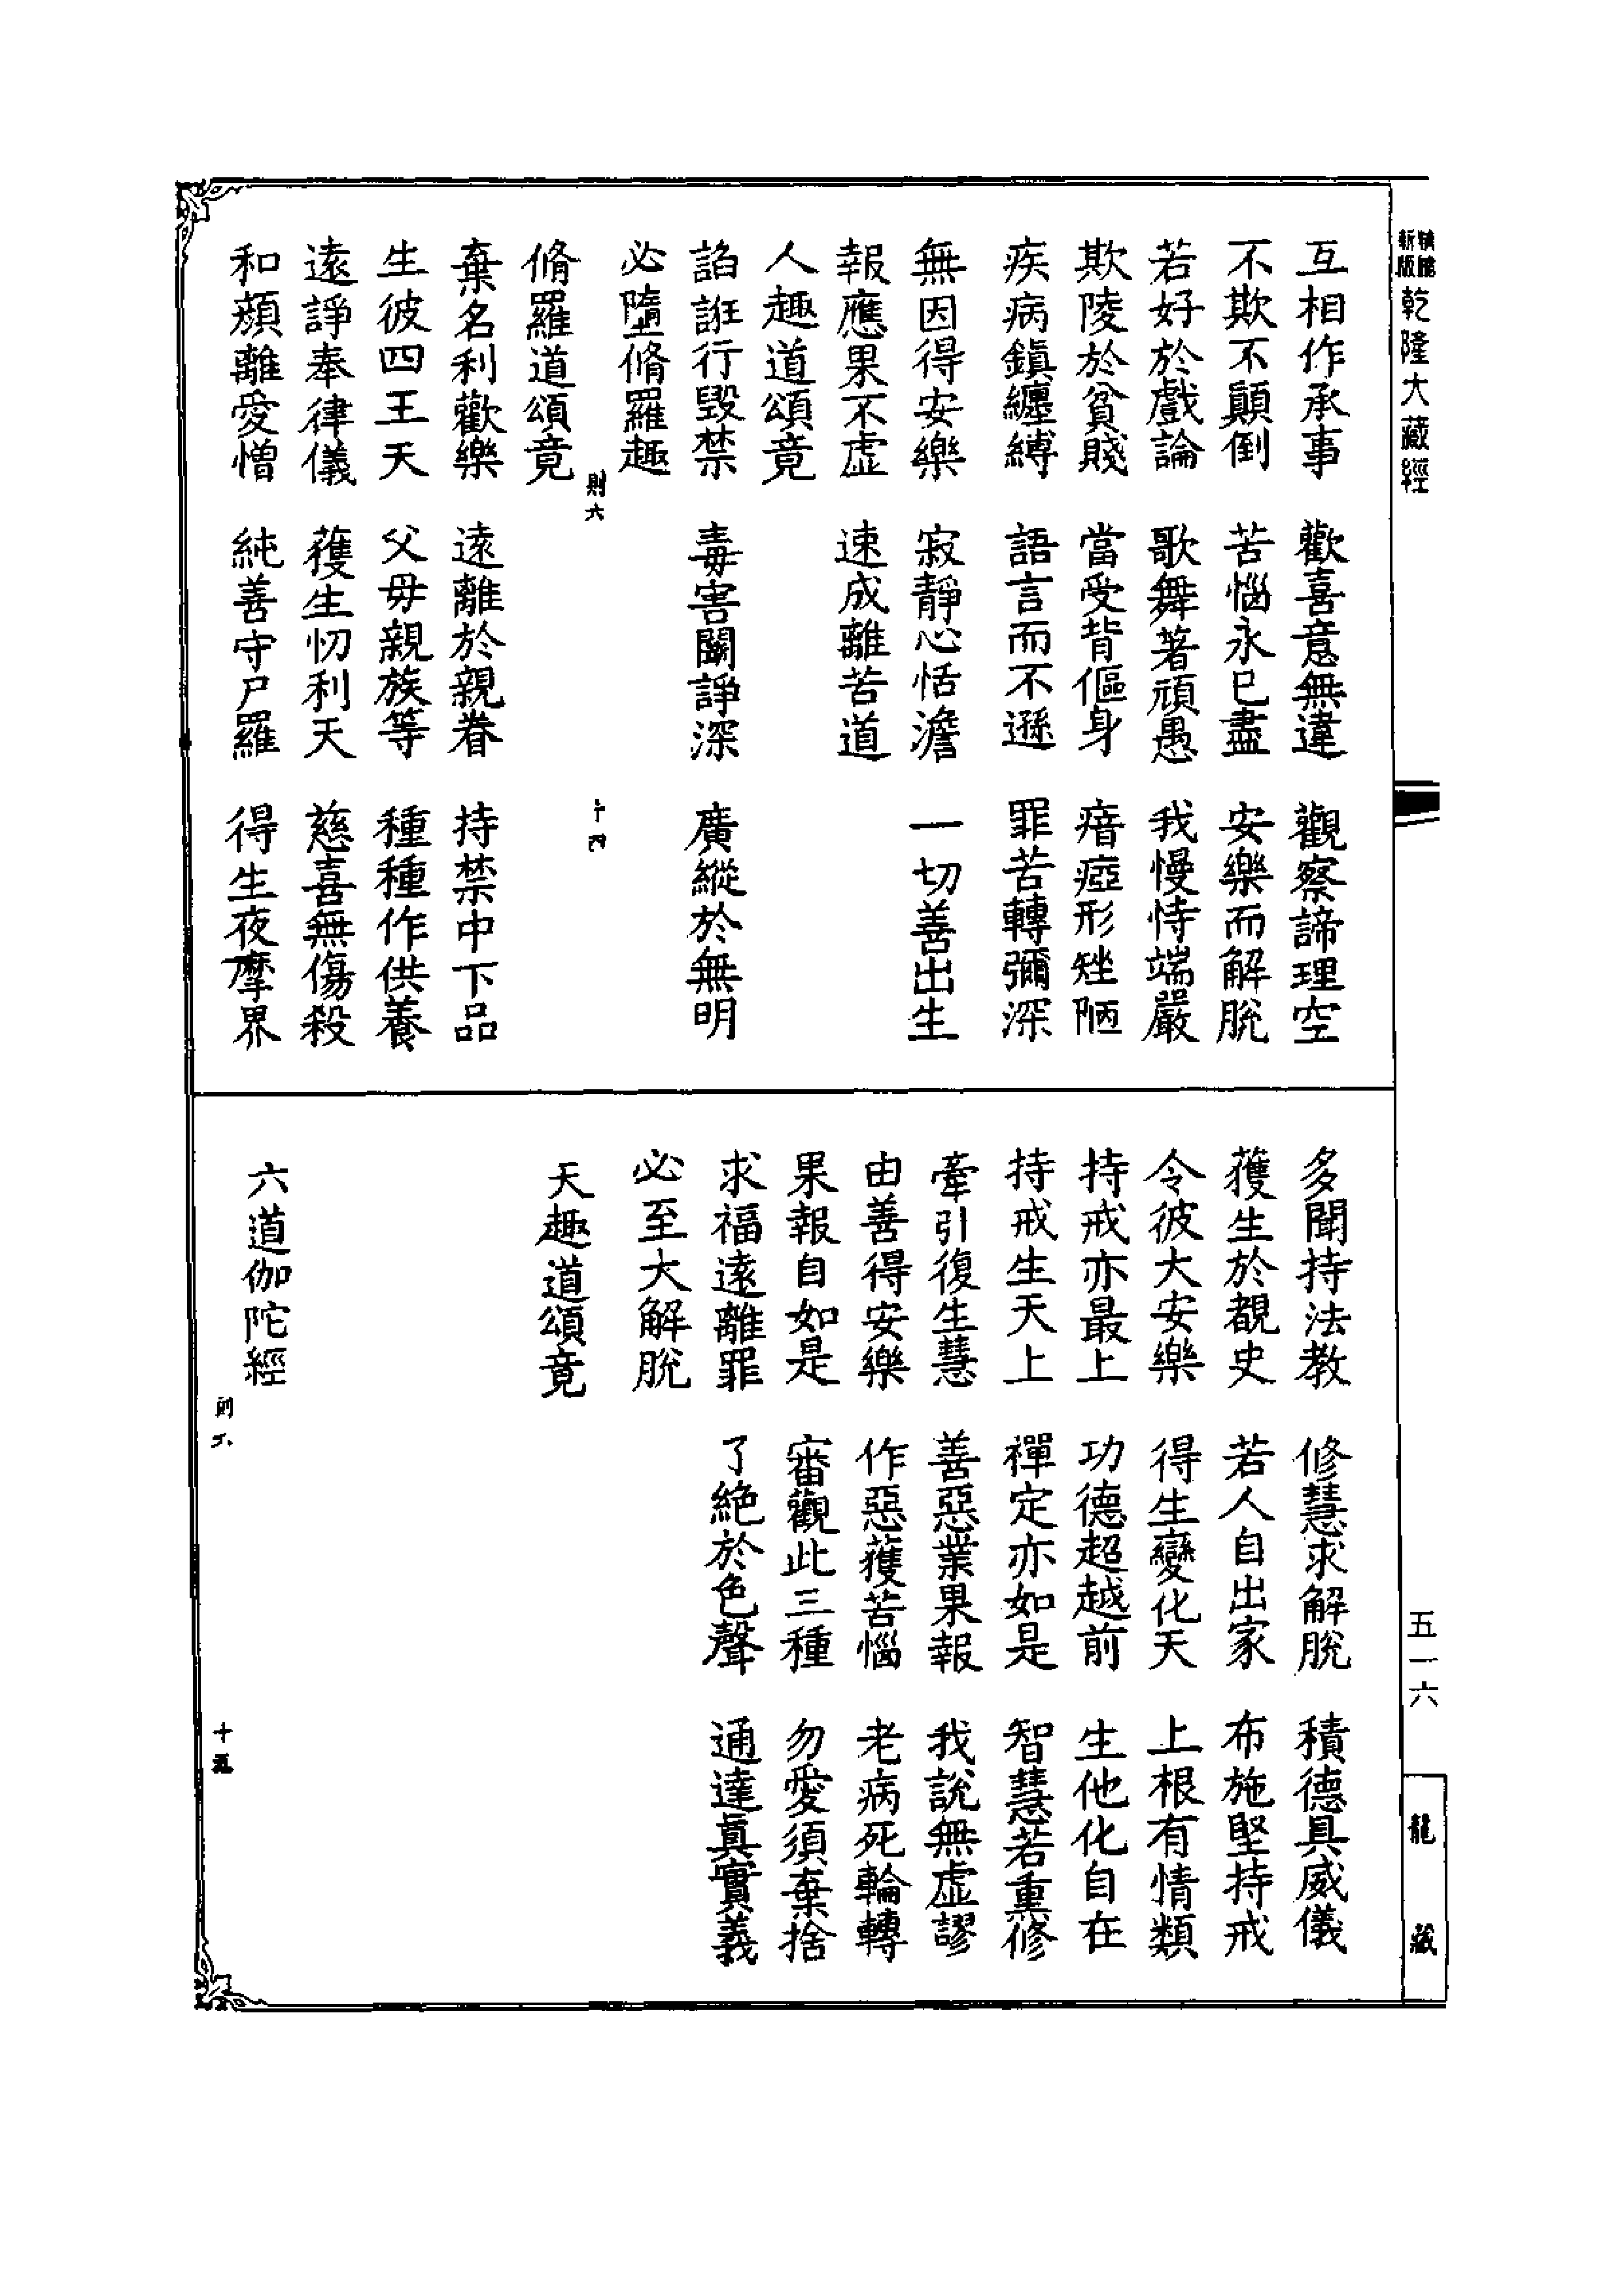 乾隆大藏經
互相作承事 歡喜意無違 觀察諦理空
不欺不顛倒 苦惱永已盡 安樂而解脫
若好於戲論 歌舞著頑愚 我慢恃端嚴
欺陵於貧賤 當受背傴身 瘖瘂形矬陋
疾病鎮纏縛 語言而不遜 罪苦轉彌深
無因得安樂 寂靜心恬澹 一切善出生
報應果不虛 速成離苦道
人趣道頌竟
諂誑行毀禁 毒害鬬諍深 廣縱於無明
必墮脩羅趣
則六 十四
脩羅道頌竟
棄名利歡樂 遠離於親眷 持禁中下品
生彼四王天 父母親族等 種種作供養
遠諍奉律儀 獲生忉利天 慈喜無傷殺
和顏離愛憎 純善守尸羅 得生夜摩界
多聞持法教 修慧求解脫 積德具威儀
獲生於覩史 若人自出家 布施堅持戒
令彼大安樂 得生變化天 上根有情類
持戒亦最上 功德超越前 生他化自在
持戒生天上 禪定亦如是 智慧若熏修
牽引復生慧 善惡業果報 我說無虛謬
由善得安樂 作惡獲苦惱 老病死輪轉
果報自如是 審觀此三種 勿愛須棄捨
求福遠離罪 了絕於色聲 通達真實義
必至大解脫
天趣道頌竟
六道伽陀經
則六 十五
五一六
龍藏